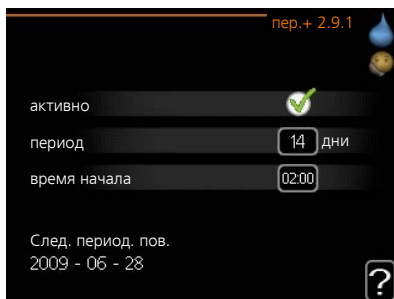 пер.+ 2.9.1
активно
период 14 дни
время начала 02:00
След. период. пов.
2009 - 06 - 28
?